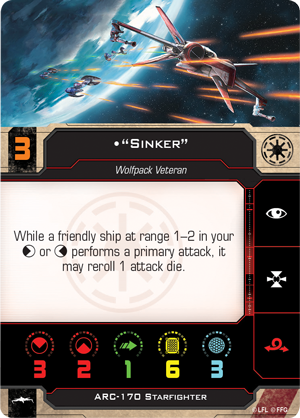 3
•“Sinker”
Wolfpack Veteran
While a friendly ship at range 1–2 in your
or performs a primary attack, it
may reroll 1 attack die.
3 2 1 6 3
ARC-170 Starfighter
©LFL ©FFG